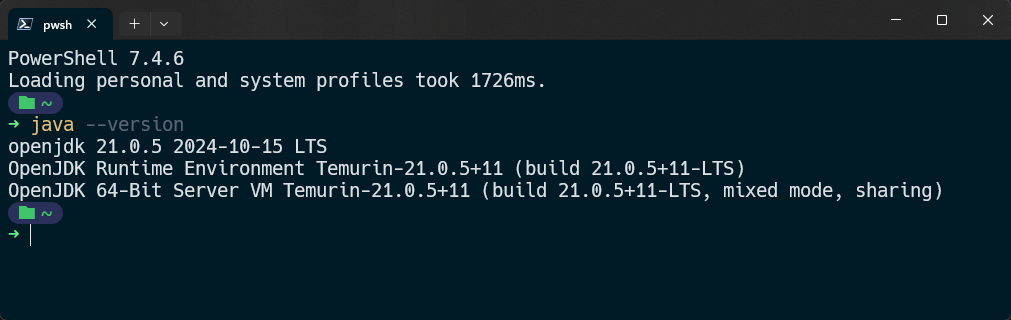 pwsh
PowerShell 7.4.6
Loading personal and system profiles took 1726ms.
~
➜ java --version
openjdk 21.0.5 2024-10-15 LTS
OpenJDK Runtime Environment Temurin-21.0.5+11 (build 21.0.5+11-LTS)
OpenJDK 64-Bit Server VM Temurin-21.0.5+11 (build 21.0.5+11-LTS, mixed mode, sharing)
~
➜